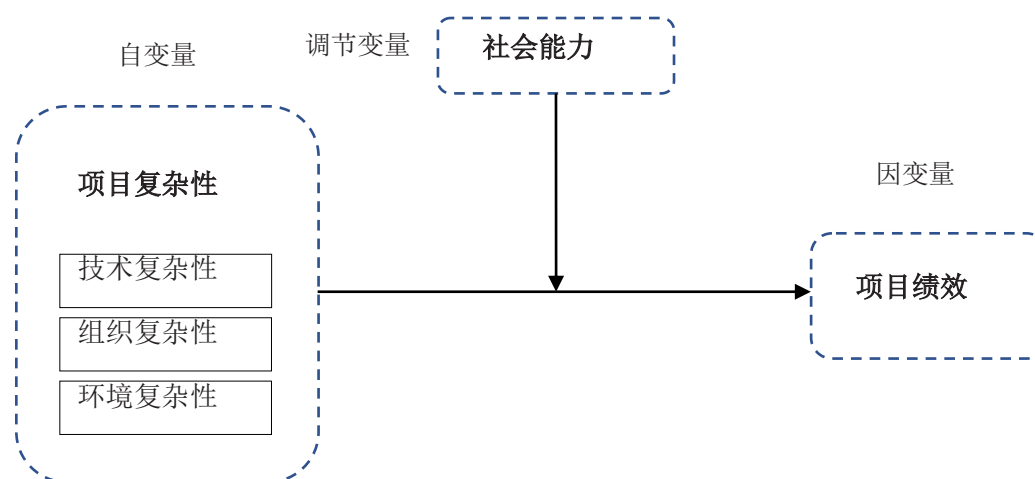 自变量
调节变量
社会能力
项目复杂性
技术复杂性
组织复杂性
环境复杂性
因变量
项目绩效